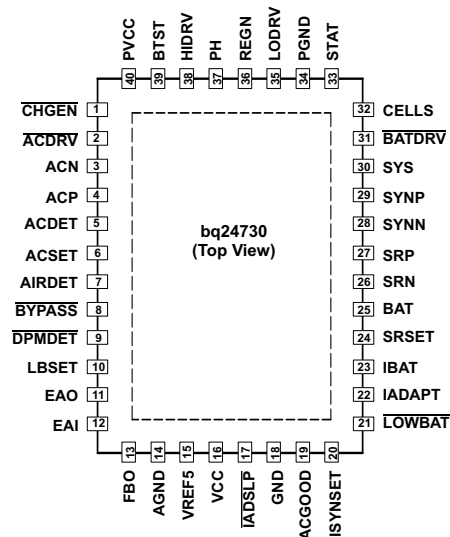 PVCC BTST HIDRV PH REGN LODRV PGND STAT
40 39 38 37 36 35 34 33
CHGEN 1
ACDRV 2
ACN 3
ACP 4
ACDET 5
ACSET 6
AIRDET 7
BYPASS 8
DPMDET 9
LBSET 10
EAO 11
EAI 12
bq24730
(Top View)
32 CELLS
31 BATDRV
30 SYS
29 SYNP
28 SYNN
27 SRP
26 SRN
25 BAT
24 SRSET
23 IBAT
22 IADAPT
21 LOWBAT
13 14 15 16 17 18 19 20
FBO AGND VREF5 VCC IADSLP GND ACGOOD ISYNSET